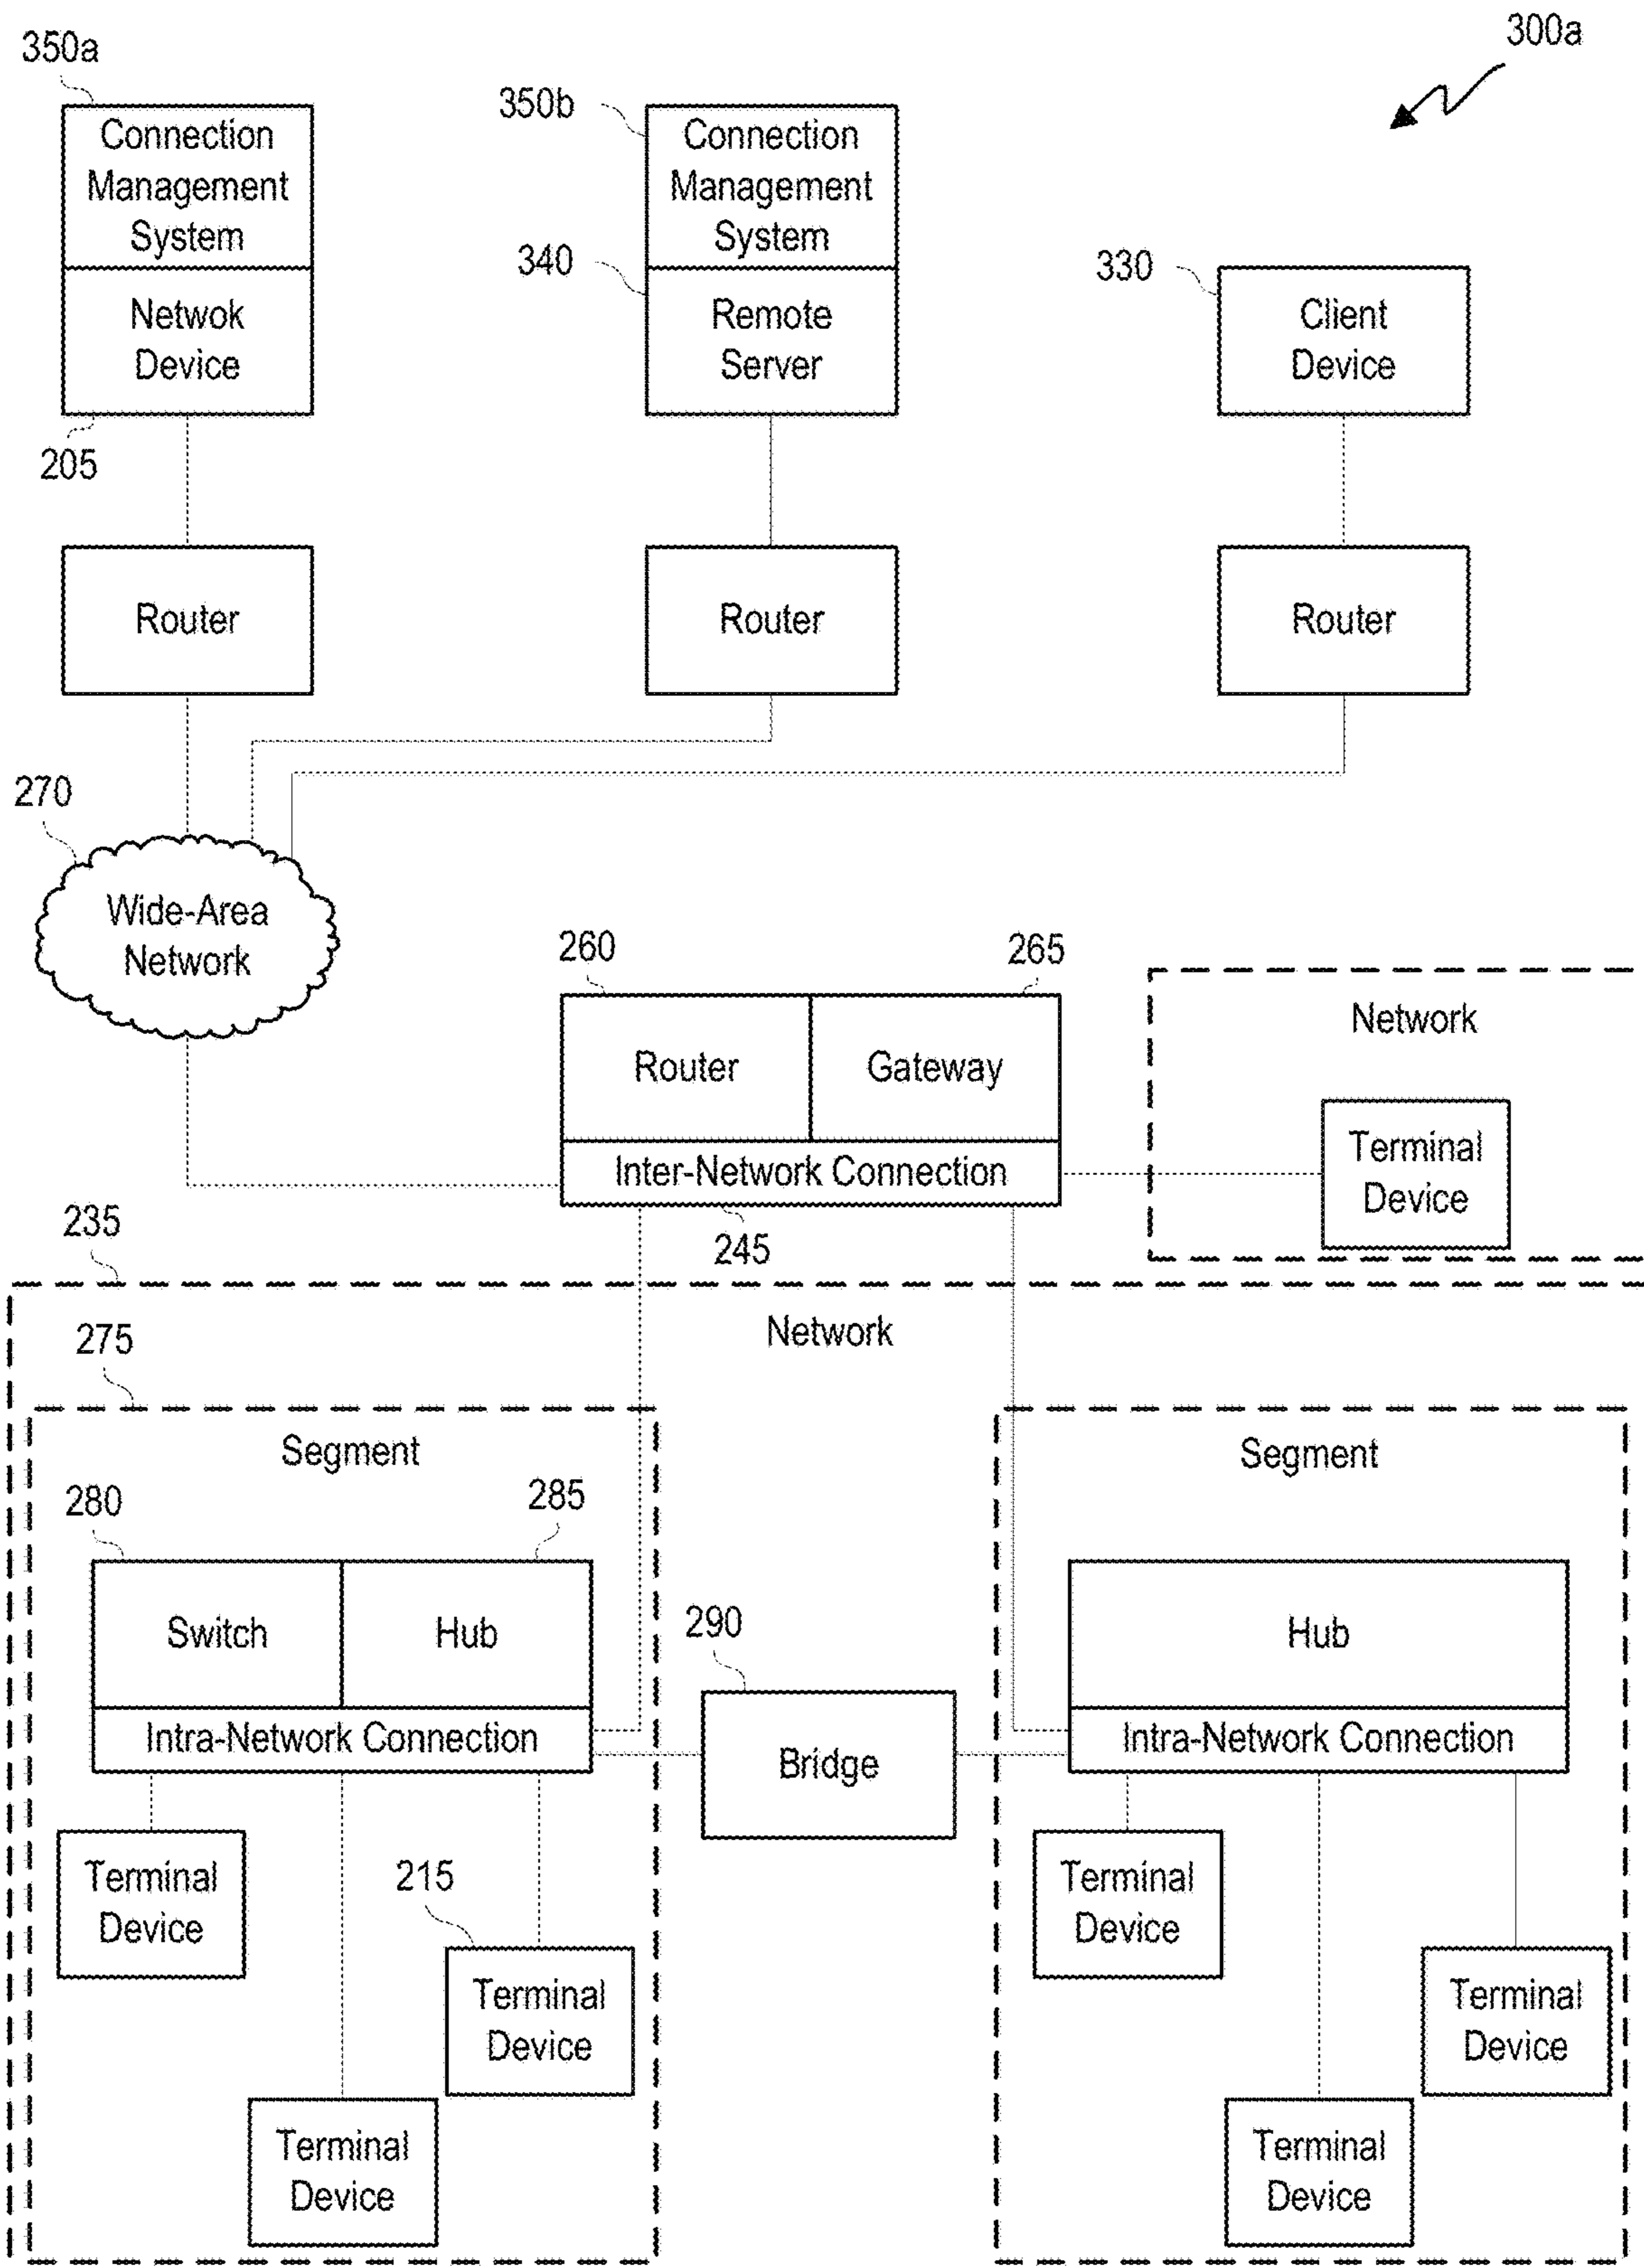 300a
350a
Connection
Management
System
Netwok
Device
205
350b
Connection
Management
System
340
Remote
Server
330
Client
Device
Router
Router
Router
270
Wide-Area
Network
260
265
Router
Gateway
Inter-Network Connection
245
Network
Terminal
Device
235
Network
275
Segment
280
285
Switch
Hub
Intra-Network Connection
290
Bridge
Segment
Hub
Intra-Network Connection
Terminal
Device
215
Terminal
Device
Terminal
Device
Terminal
Device
Terminal
Device
Terminal
Device